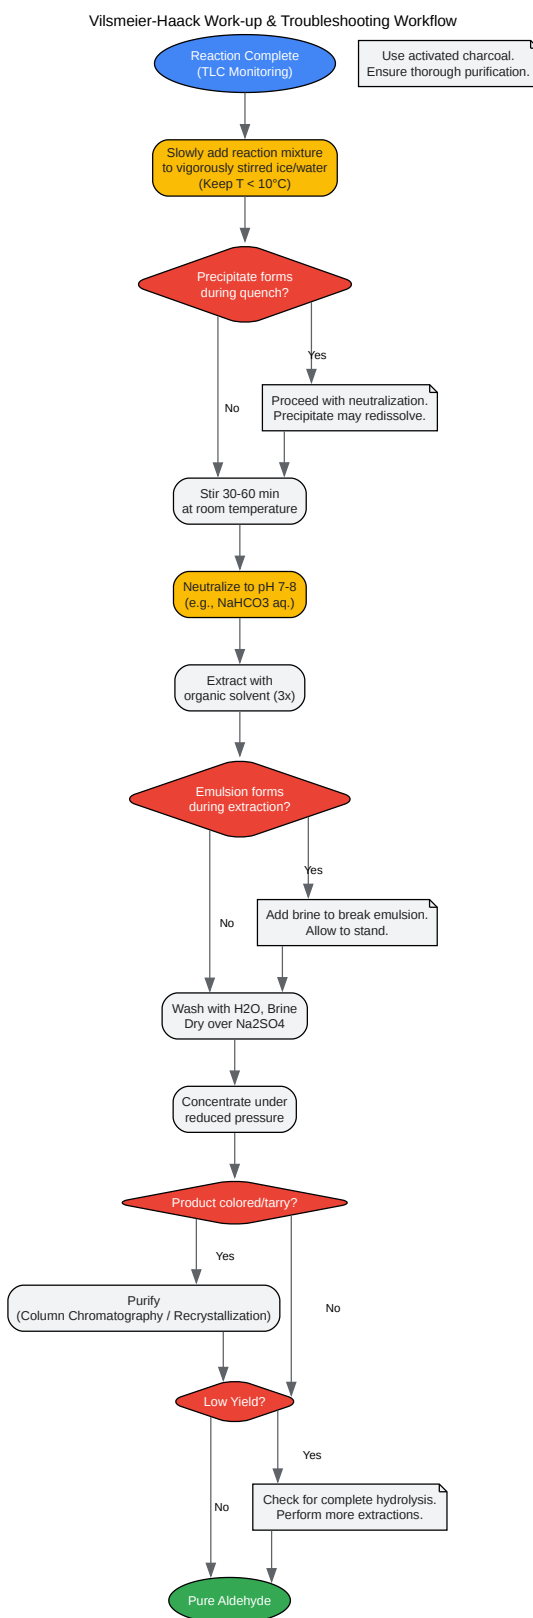 Vilsmeier-Haack Work-up & Troubleshooting Workflow
Reaction Complete
(TLC Monitoring)
Use activated charcoal.
Ensure thorough purification.
Slowly add reaction mixture
to vigorously stirred ice/water
(Keep T < 10°C)
Precipitate forms
during quench?
Yes
No
Proceed with neutralization.
Precipitate may redissolve.
Stir 30-60 min
at room temperature
Neutralize to pH 7-8
(e.g., NaHCO3 aq.)
Extract with
organic solvent (3x)
Emulsion forms
during extraction?
Yes
No
Add brine to break emulsion.
Allow to stand.
Wash with H2O, Brine
Dry over Na2SO4
Concentrate under
reduced pressure
Product colored/tarry?
Yes
Purify
(Column Chromatography / Recrystallization)
No
Low Yield?
Yes
No
Check for complete hydrolysis.
Perform more extractions.
Pure Aldehyde